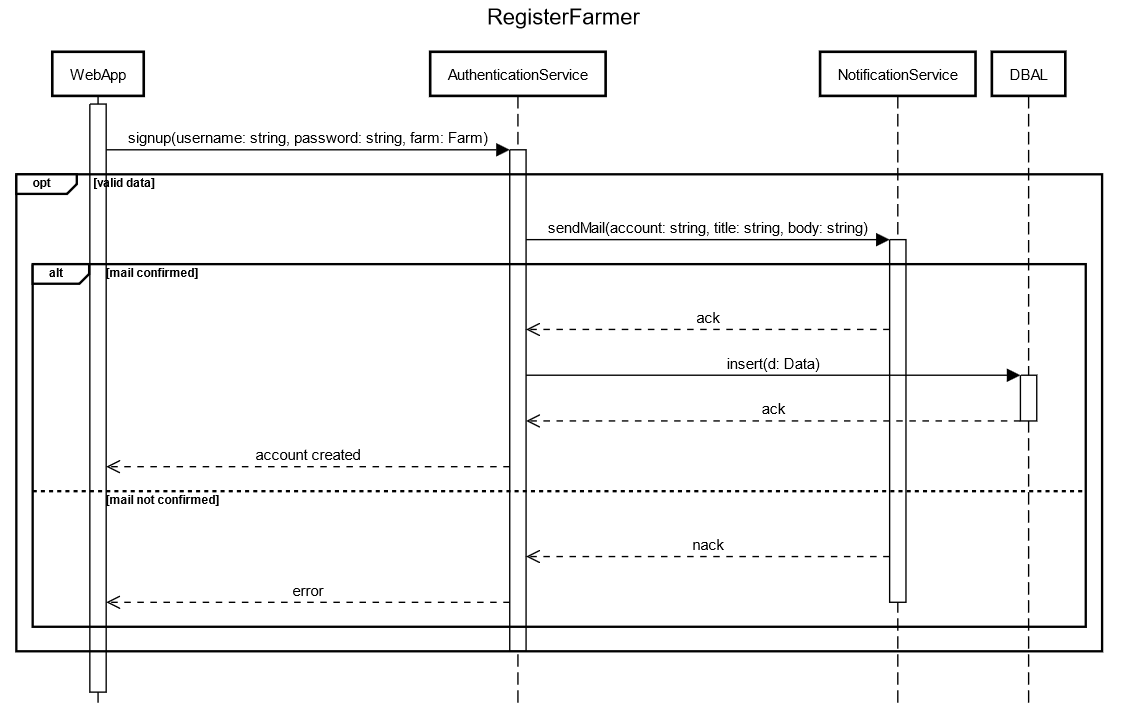 RegisterFarmer
WebApp
AuthenticationService
NotificationService
DBAL
signup(username: string, password: string, farm: Farm)
opt
[valid data]
sendMail(account: string, title: string, body: string)
alt
[mail confirmed]
ack
insert(d: Data)
ack
account created
[mail not confirmed]
nack
error